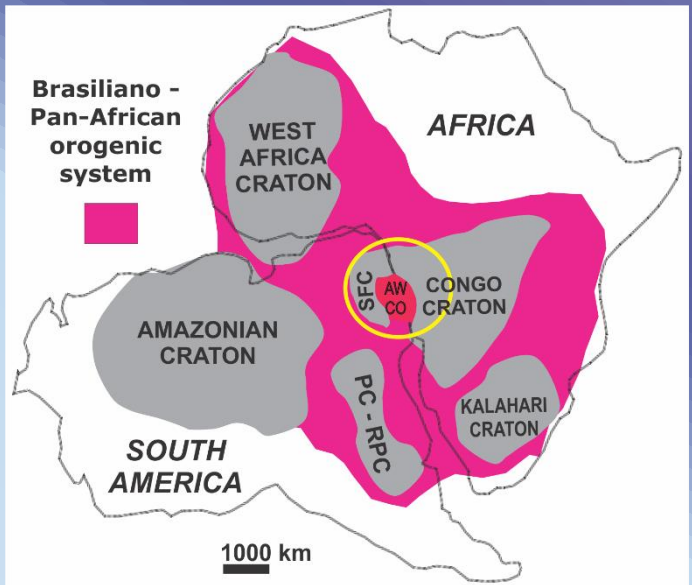 Brasiliano -
Pan-African
orogenic
system
WEST
AFRICA
CRATON
AFRICA
SFC
AW
CO
CONGO
CRATON
AMAZONIAN
CRATON
PC - RPC
KALAHARI
CRATON
SOUTH
AMERICA
1000 km